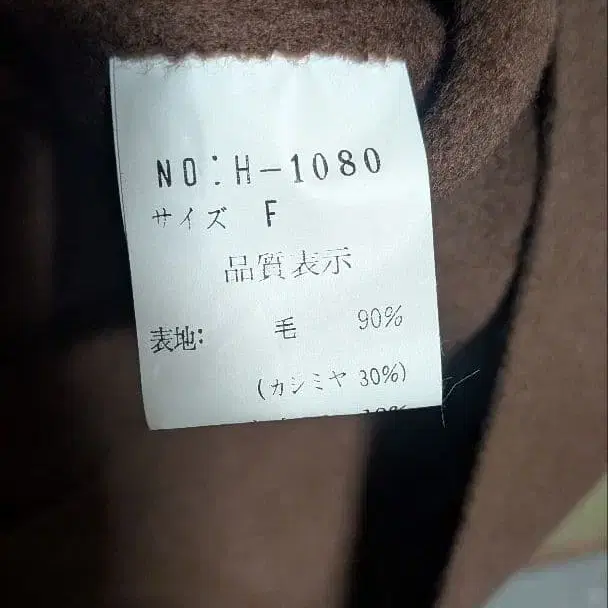 NO:H-1080
サイズ F
品質表示
表地: 毛 90%
(カシミヤ 30%)